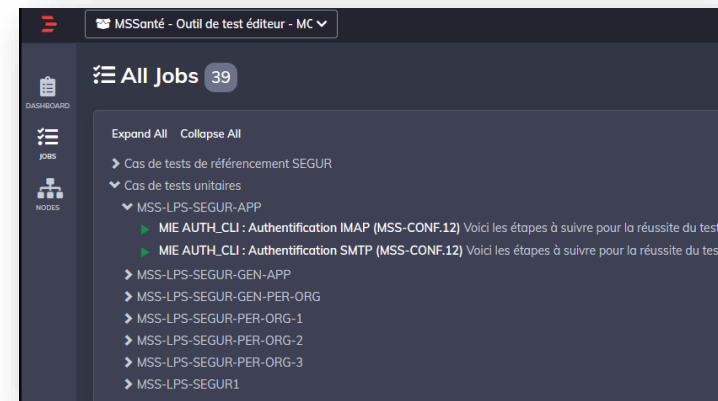 MSSanté - Outil de test éditeur - MC
All Jobs 39
DASHBOARD
JOBS
NODES
Expand All Collapse All
Cas de tests de référencement SEGUR
Cas de tests unitaires
MSS-LPS-SEGUR-APP
MIE AUTH_CLI : Authentification IMAP (MSS-CONF.12) Voici les étapes à suivre pour la réussite du test
MIE AUTH_CLI : Authentification SMTP (MSS-CONF.12) Voici les étapes à suivre pour la réussite du tes
MSS-LPS-SEGUR-GEN-APP
MSS-LPS-SEGUR-GEN-PER-ORG
MSS-LPS-SEGUR-PER-ORG-1
MSS-LPS-SEGUR-PER-ORG-2
MSS-LPS-SEGUR-PER-ORG-3
MSS-LPS-SEGUR1